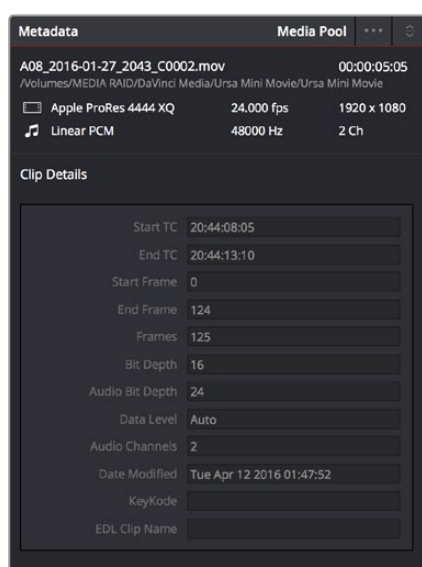 Metadata Media Pool
A08_2016-01-27_2043_C0002.mov 00:00:05:05
/Volumes/MEDIA RAID/DaVinci Media/Ursa Mini Movie/Ursa Mini Movie
Apple ProRes 4444 XQ 24.000 fps 1920 x 1080
Linear PCM 48000 Hz 2 Ch
Clip Details
Start TC 20:44:08:05
End TC 20:44:13:10
Start Frame 0
End Frame 124
Frames 125
Bit Depth 16
Audio Bit Depth 24
Data Level Auto
Audio Channels 2
Date Modified Tue Apr 12 2016 01:47:52
KeyKode
EDL Clip Name